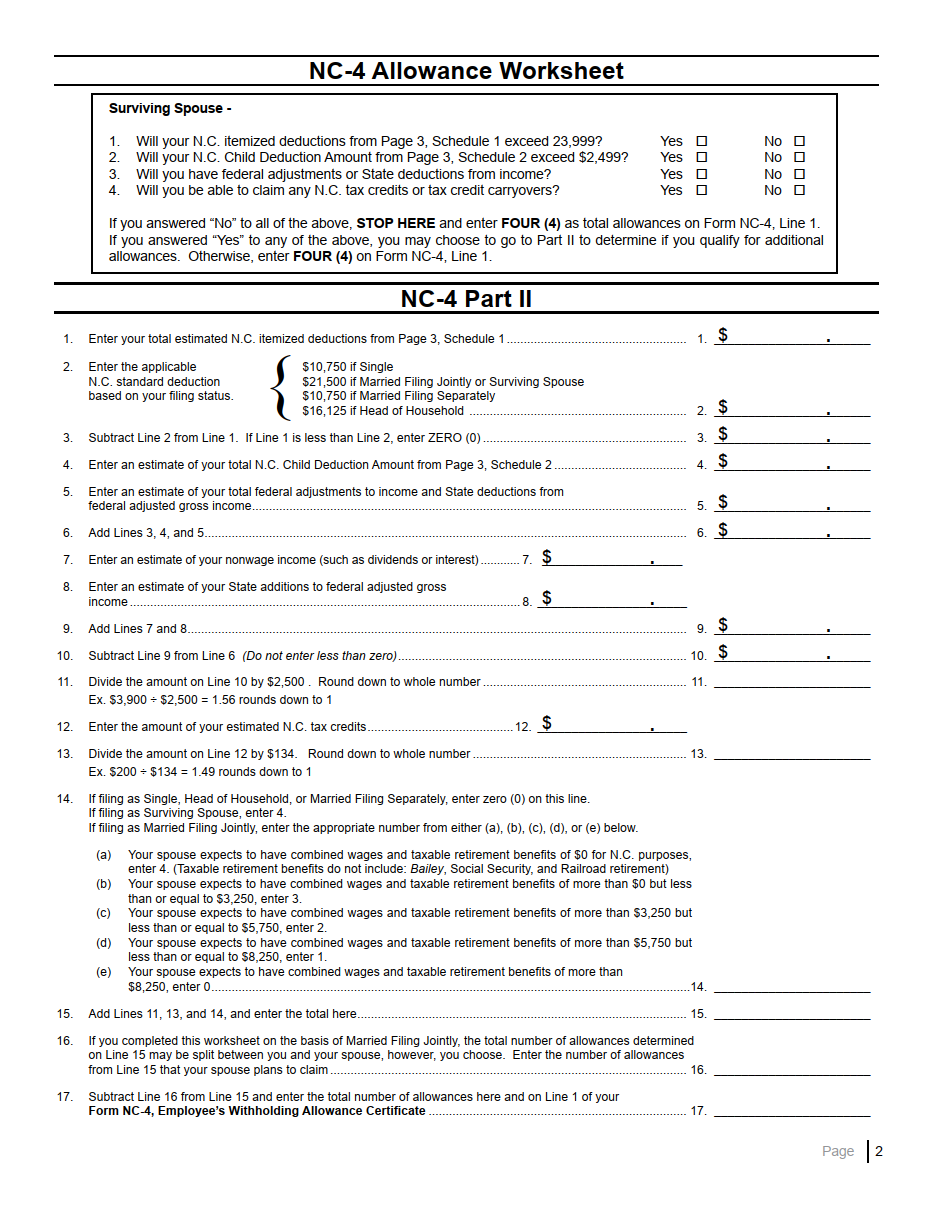 NC-4 Allowance Worksheet
Surviving Spouse -
1. Will your N.C. itemized deductions from Page 3, Schedule 1 exceed 23,999? Yes ☐ No ☐
2. Will your N.C. Child Deduction Amount from Page 3, Schedule 2 exceed $2,499? Yes ☐ No ☐
3. Will you have federal adjustments or State deductions from income? Yes ☐ No ☐
4. Will you be able to claim any N.C. tax credits or tax credit carryovers? Yes ☐ No ☐
If you answered “No” to all of the above, STOP HERE and enter FOUR (4) as total allowances on Form NC-4, Line 1.
If you answered “Yes” to any of the above, you may choose to go to Part II to determine if you qualify for additional
allowances. Otherwise, enter FOUR (4) on Form NC-4, Line 1.
NC-4 Part II
1. Enter your total estimated N.C. itemized deductions from Page 3, Schedule 1 ........ 1. $ .
2. Enter the applicable { $10,750 if Single
N.C. standard deduction $21,500 if Married Filing Jointly or Surviving Spouse
based on your filing status. $10,750 if Married Filing Separately
$16,125 if Head of Household ........ 2. $ .
3. Subtract Line 2 from Line 1. If Line 1 is less than Line 2, enter ZERO (0) ........ 3. $ .
4. Enter an estimate of your total N.C. Child Deduction Amount from Page 3, Schedule 2 ........ 4. $ .
5. Enter an estimate of your total federal adjustments to income and State deductions from
federal adjusted gross income ........ 5. $ .
6. Add Lines 3, 4, and 5 ........ 6. $ .
7. Enter an estimate of your nonwage income (such as dividends or interest) ........ 7. $ .
8. Enter an estimate of your State additions to federal adjusted gross
income ........ 8. $ .
9. Add Lines 7 and 8 ........ 9. $ .
10. Subtract Line 9 from Line 6 (Do not enter less than zero) ........ 10. $ .
11. Divide the amount on Line 10 by $2,500 . Round down to whole number ........ 11.
Ex. $3,900 ÷ $2,500 = 1.56 rounds down to 1
12. Enter the amount of your estimated N.C. tax credits ........ 12. $ .
13. Divide the amount on Line 12 by $134. Round down to whole number ........ 13.
Ex. $200 ÷ $134 = 1.49 rounds down to 1
14. If filing as Single, Head of Household, or Married Filing Separately, enter zero (0) on this line.
If filing as Surviving Spouse, enter 4.
If filing as Married Filing Jointly, enter the appropriate number from either (a), (b), (c), (d), or (e) below.
(a) Your spouse expects to have combined wages and taxable retirement benefits of $0 for N.C. purposes,
enter 4. (Taxable retirement benefits do not include: Bailey, Social Security, and Railroad retirement)
(b) Your spouse expects to have combined wages and taxable retirement benefits of more than $0 but less
than or equal to $3,250, enter 3.
(c) Your spouse expects to have combined wages and taxable retirement benefits of more than $3,250 but
less than or equal to $5,750, enter 2.
(d) Your spouse expects to have combined wages and taxable retirement benefits of more than $5,750 but
less than or equal to $8,250, enter 1.
(e) Your spouse expects to have combined wages and taxable retirement benefits of more than
$8,250, enter 0 ........ 14.
15. Add Lines 11, 13, and 14, and enter the total here ........ 15.
16. If you completed this worksheet on the basis of Married Filing Jointly, the total number of allowances determined
on Line 15 may be split between you and your spouse, however, you choose. Enter the number of allowances
from Line 15 that your spouse plans to claim ........ 16.
17. Subtract Line 16 from Line 15 and enter the total number of allowances here and on Line 1 of your
Form NC-4, Employee’s Withholding Allowance Certificate ........ 17.
Page 2